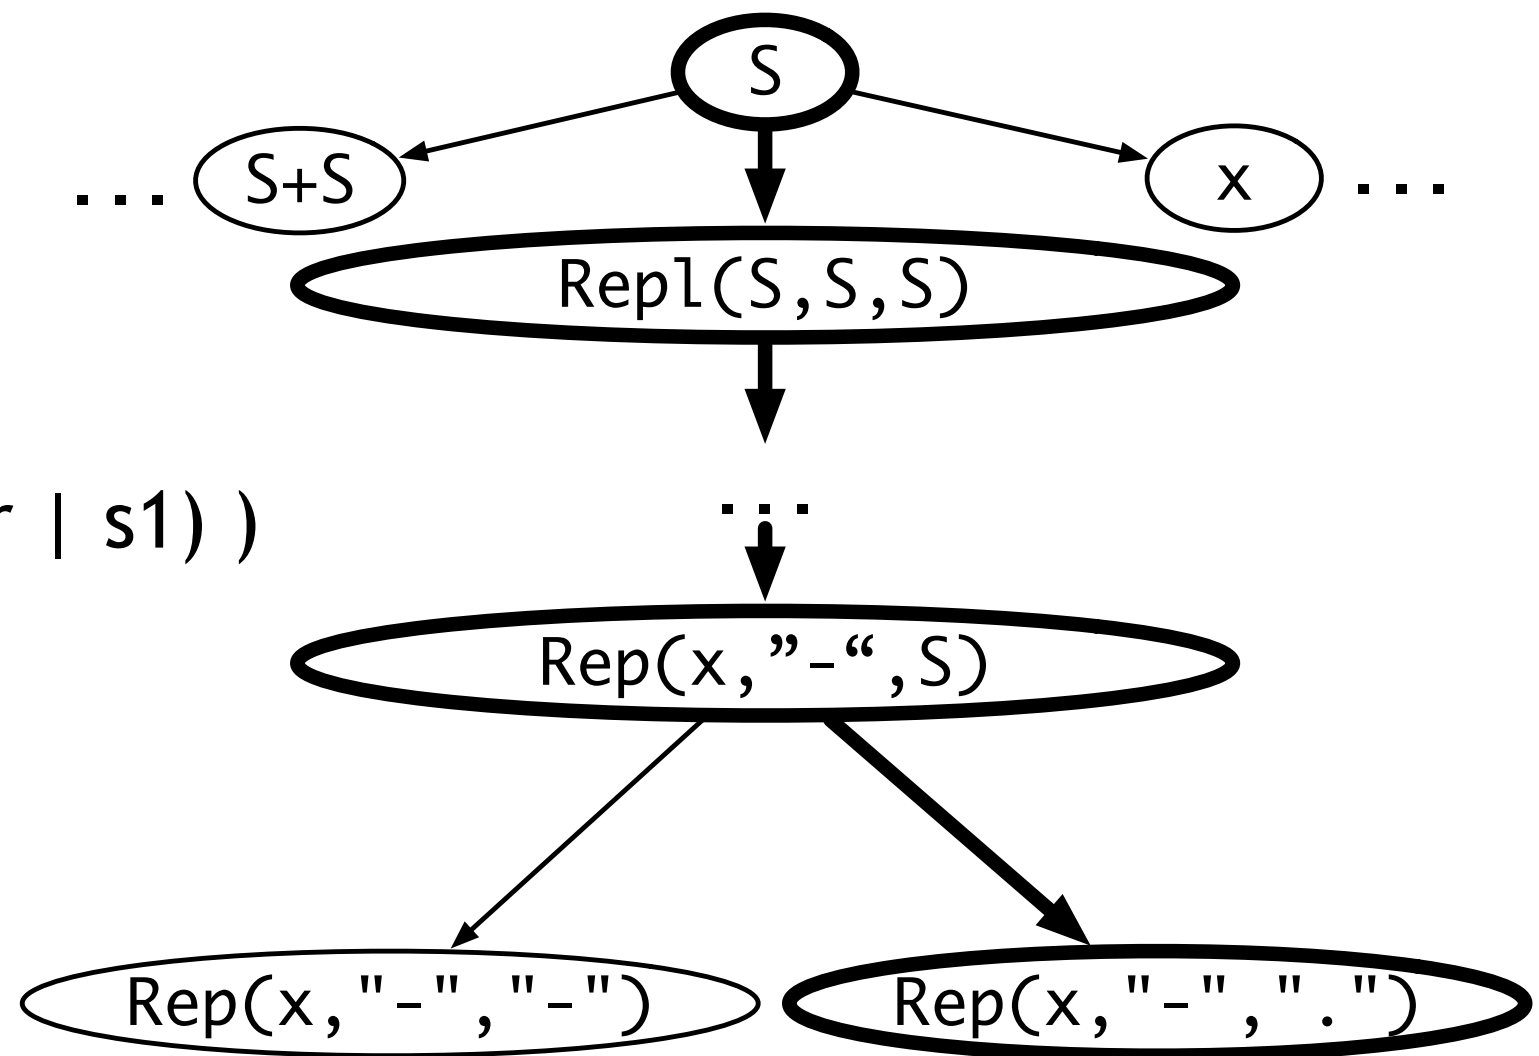 S
... S+S x ...
Repl(S,S,S)
...
| s1) )
Rep(x,”-“,S)
Rep(x,"-","-") Rep(x,"-",".")